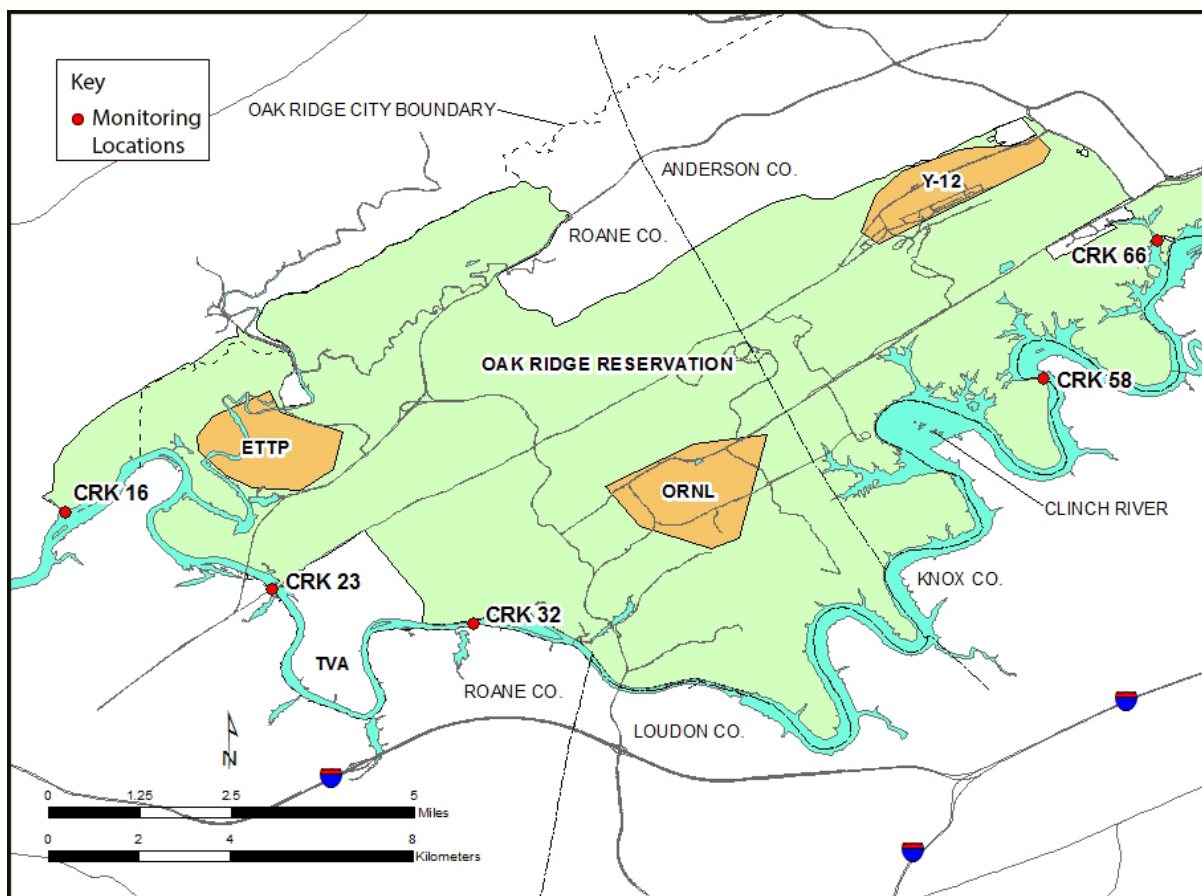 Key
Monitoring
Locations
OAK RIDGE CITY BOUNDARY
ANDERSON CO.
Y-12
ROANE CO.
CRK 66
OAK RIDGE RESERVATION
CRK 58
ETTP
ORNL
CRK 16
CLINCH RIVER
KNOX CO.
CRK 23
CRK 32
TVA
ROANE CO.
LOUDON CO.
N
0 1.25 2.5 5
Miles
0 2 4 8
Kilometers